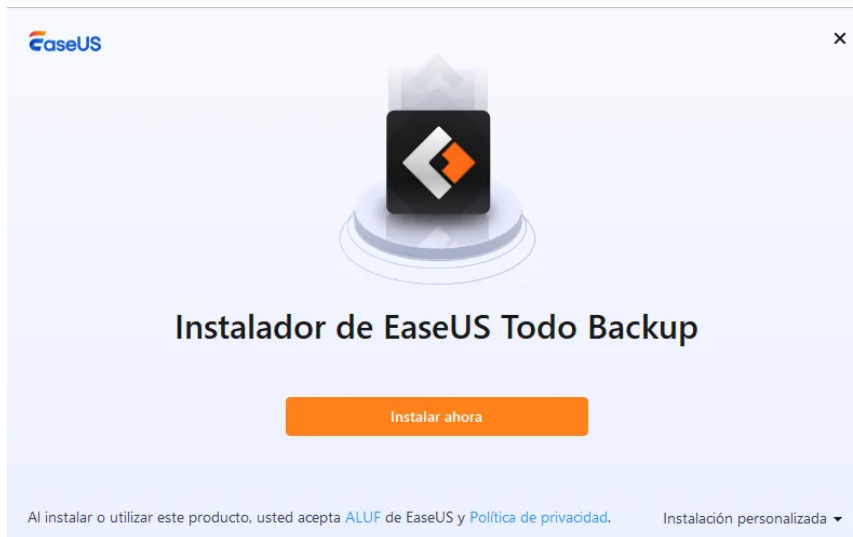 EaseUS
Instalador de EaseUS Todo Backup
Instalar ahora
Al instalar o utilizar este producto, usted acepta ALUF de EaseUS y Política de privacidad.
Instalación personalizada